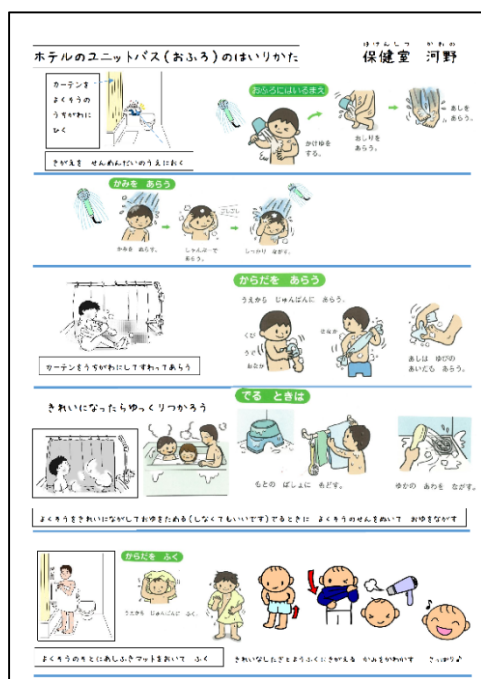 ホテルのユニットバス(おふろ)のはいりかた
ほけんしつ かわの
保健室 河野
カーテンを
よくそうの
うちがわに
ひく
きがえを せんめんだいのうえにおく
おふろにはいるまえ
かけゆを
する。
おしりを
あらう。
あしを
あらう。
かみを あらう
かみを ぬらす。
しゃんぷーで
あらう。
しっかり ながす。
からだを あらう
うえから じゅんばんに あらう。
くび
うで
おなか
せなか
あしは ゆびの
あいだも あらう。
カーテンをうちがわにしてすわってあらう
きれいになったらゆっくりつかろう
でる ときは
もとの ばしょに もどす。
ゆかの あわを ながす。
よくそうをきれいにながしておゆをためる(しなくてもいいです)でるときに よくそうのせんをぬいて おゆをながす
からだを ふく
うえから じゅんばんに ふく。
よくそうのそとにあしふきマットをおいて ふく
きれいなしたぎとようふくにきがえる かみをかわかす さっぱり♪